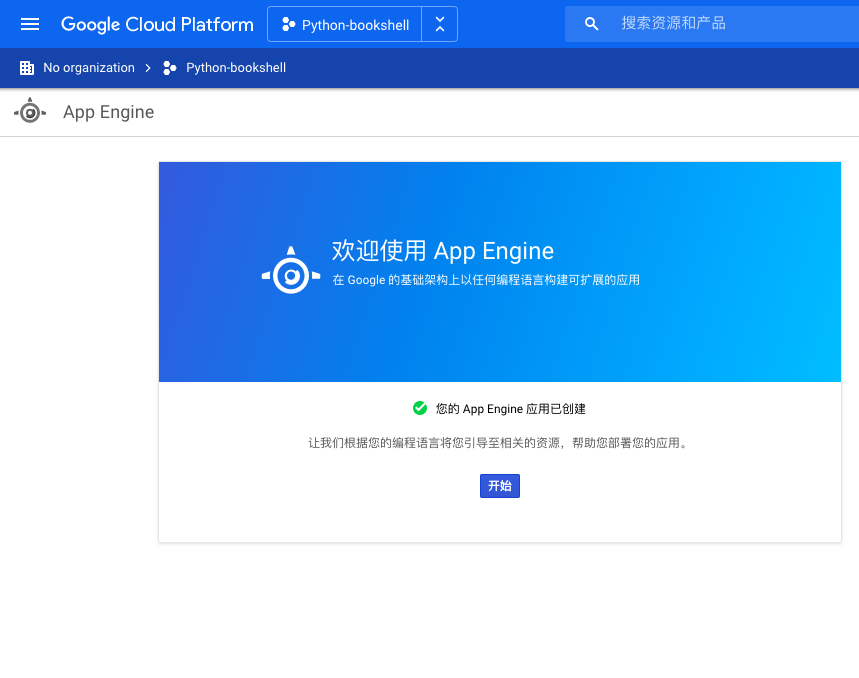 Google Cloud Platform
Python-bookshell
搜索资源和产品
No organization
Python-bookshell
App Engine
欢迎使用 App Engine
在 Google 的基础架构上以任何编程语言构建可扩展的应用
您的 App Engine 应用已创建
让我们根据您的编程语言将您引导至相关的资源，帮助您部署您的应用。
开始